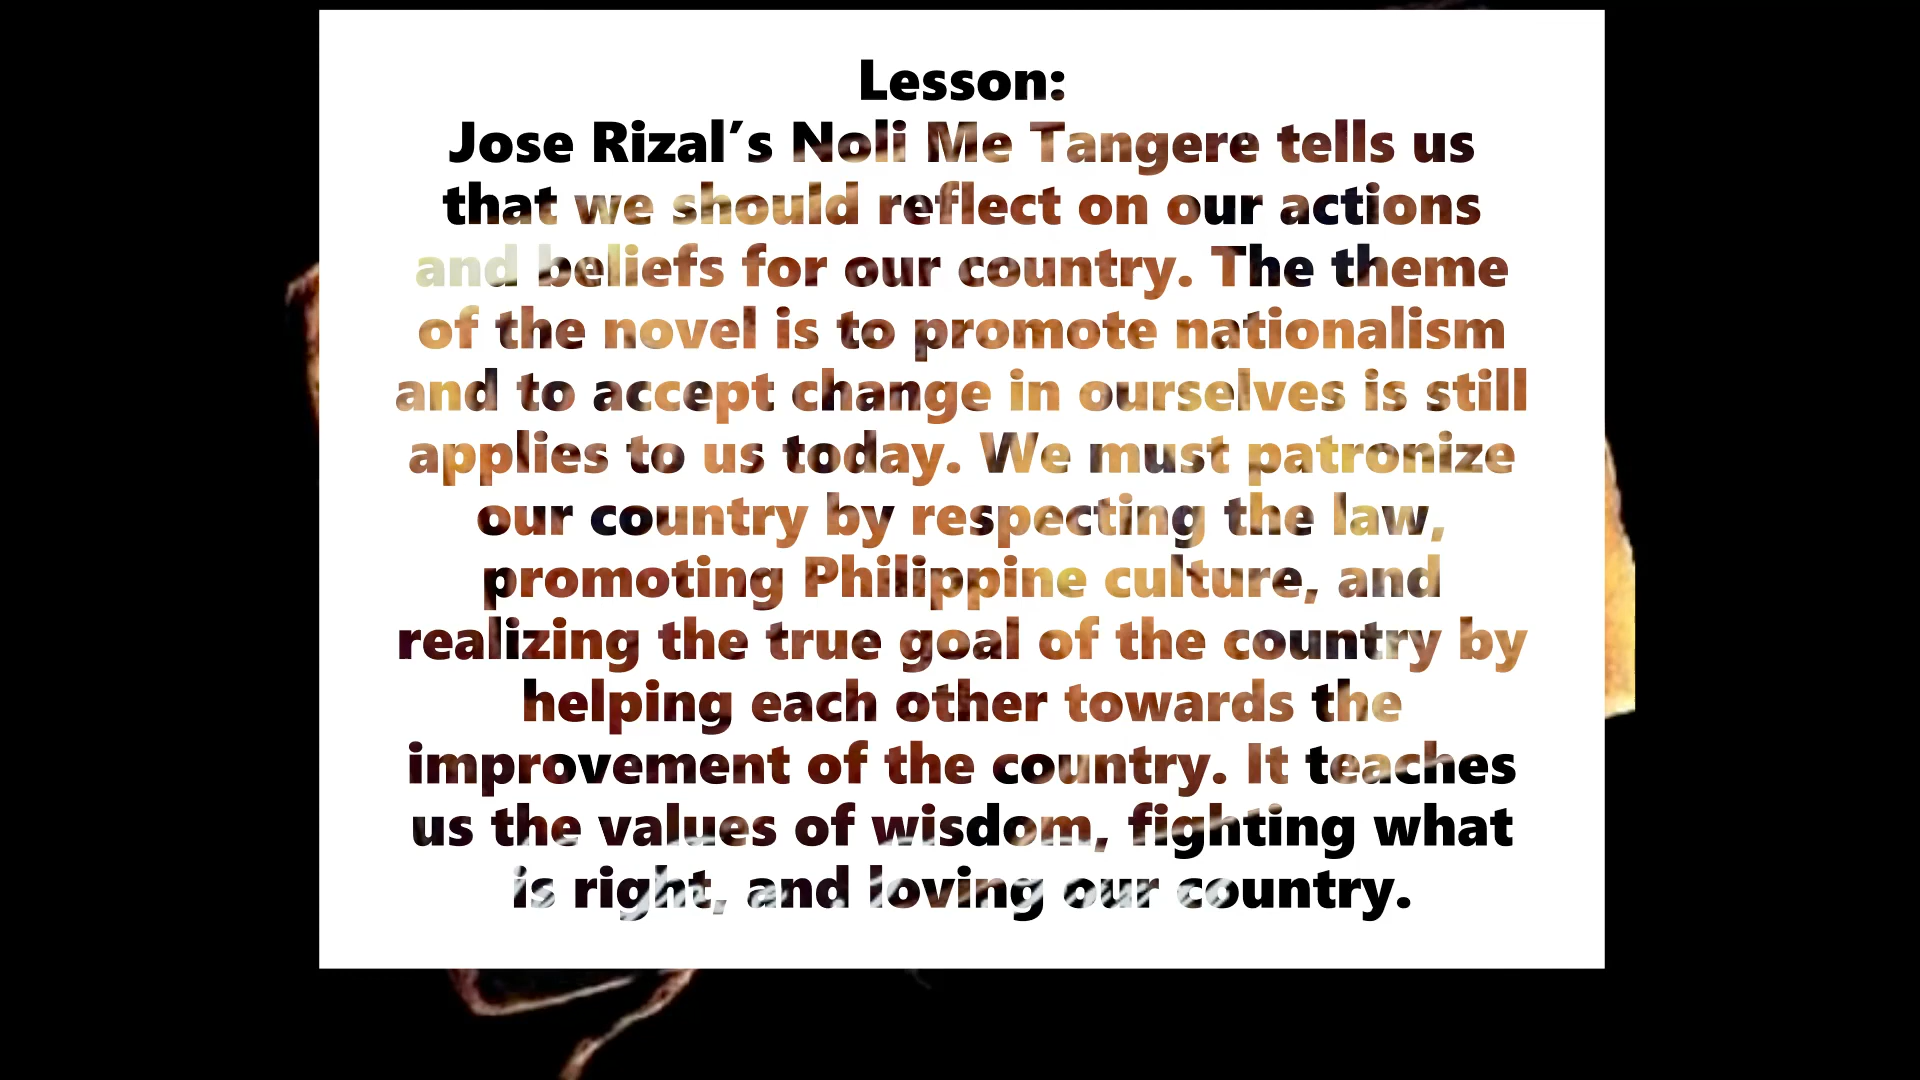 Lesson:
Jose Rizal's Noli Me Tangere tells us
that we should reflect on our actions
and beliefs for our country. The theme
of the novel is to promote nationalism
and to accept change in ourselves is still
applies to us today. We must patronize
our country by respecting the law,
promoting Philippine culture, and
realizing the true goal of the country by
helping each other towards the
improvement of the country. It teaches
us the values of wisdom, fighting what
is right, and loving our country.